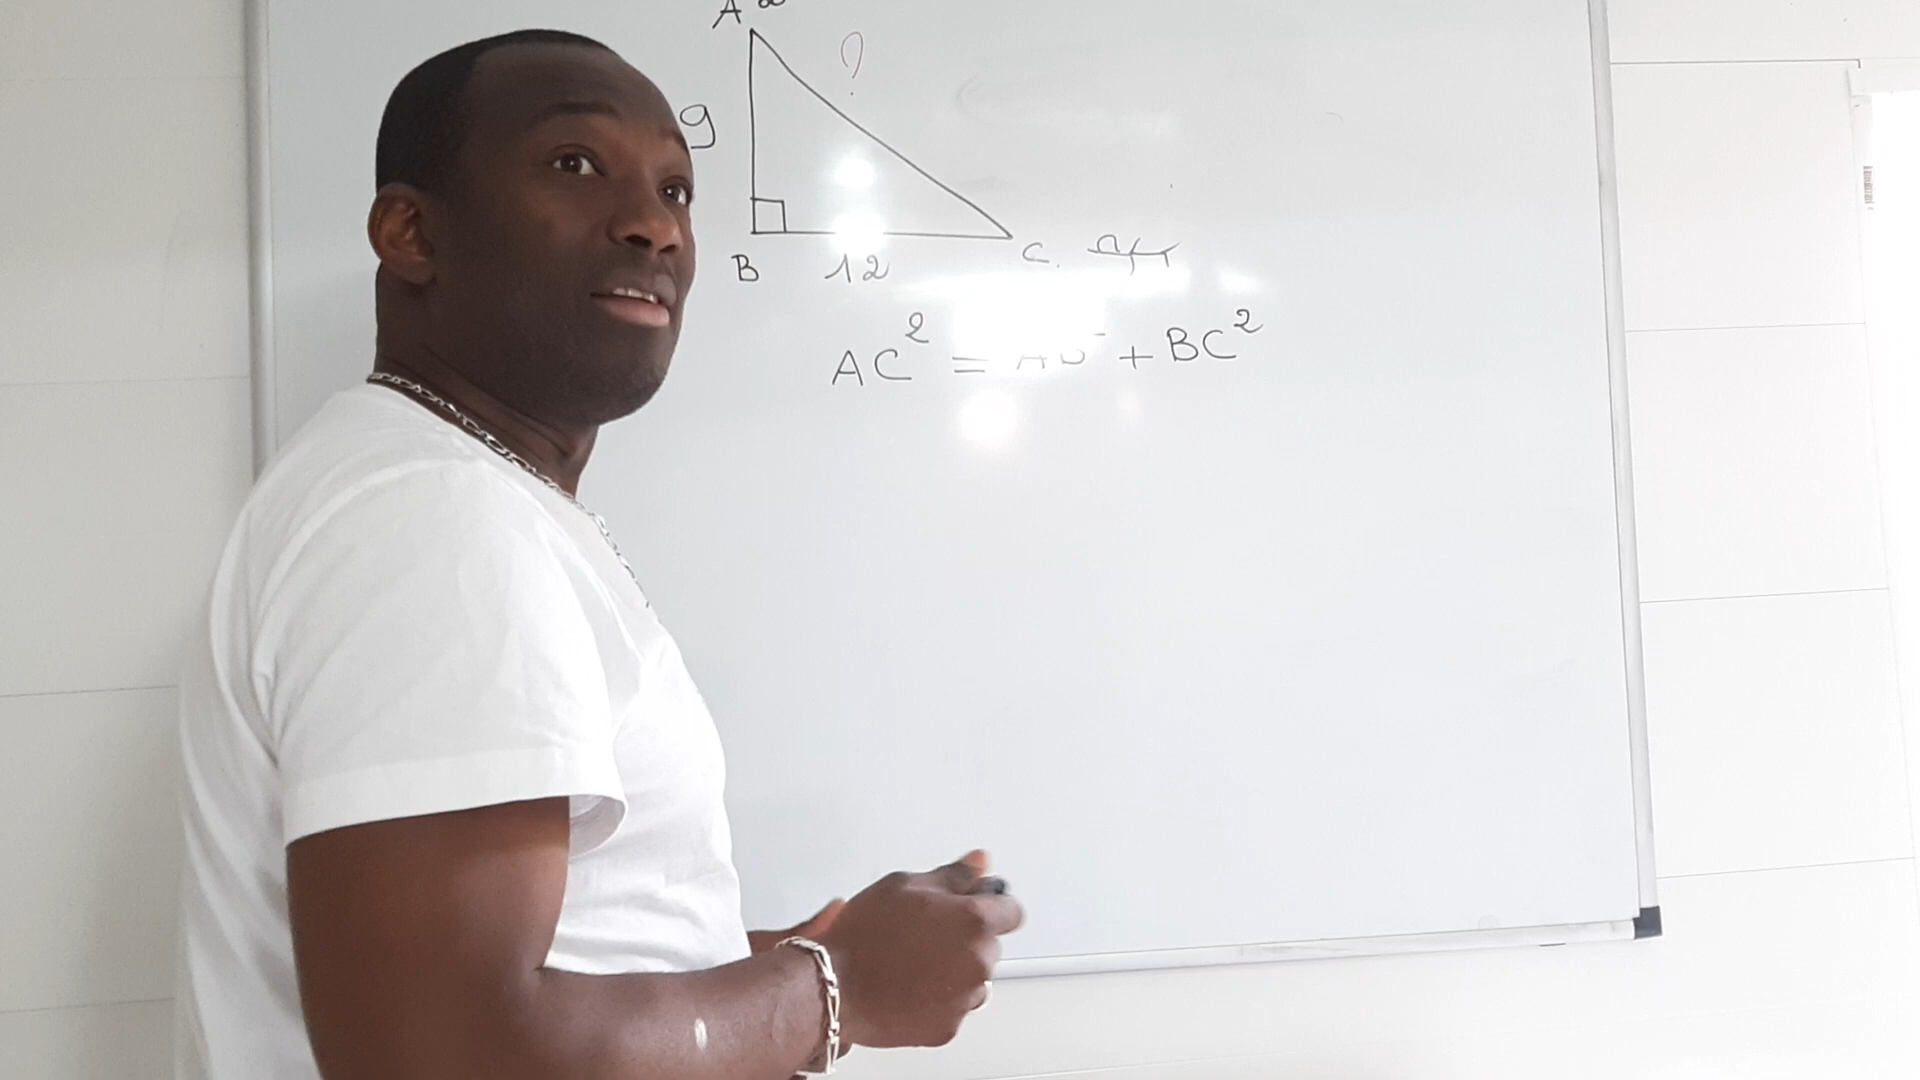 A
?
9
B 12 C.
AC² = AB² + BC²